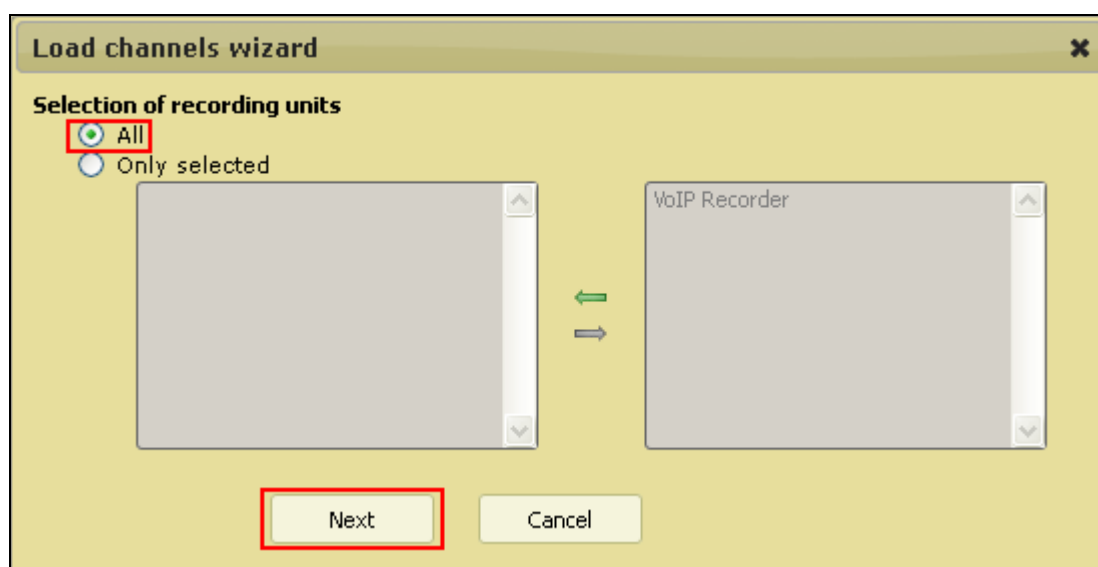 Load channels wizard
Selection of recording units
All
Only selected
VoIP Recorder
Next Cancel